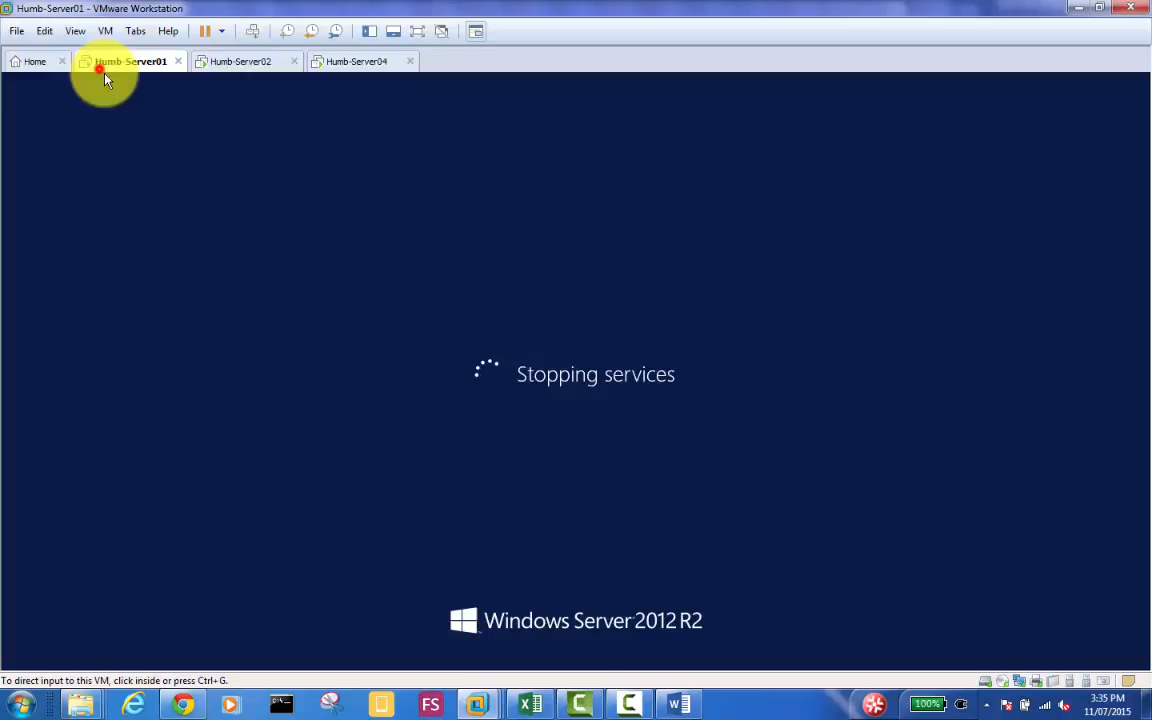 Humb-Server01 - VMware Workstation
File Edit View VM Tabs Help
Home Humb-Server01 Humb-Server02 Humb-Server04
Stopping services
Windows Server 2012 R2
To direct input to this VM, click inside or press Ctrl+G.
FS
100%
3:35 PM
11/07/2015